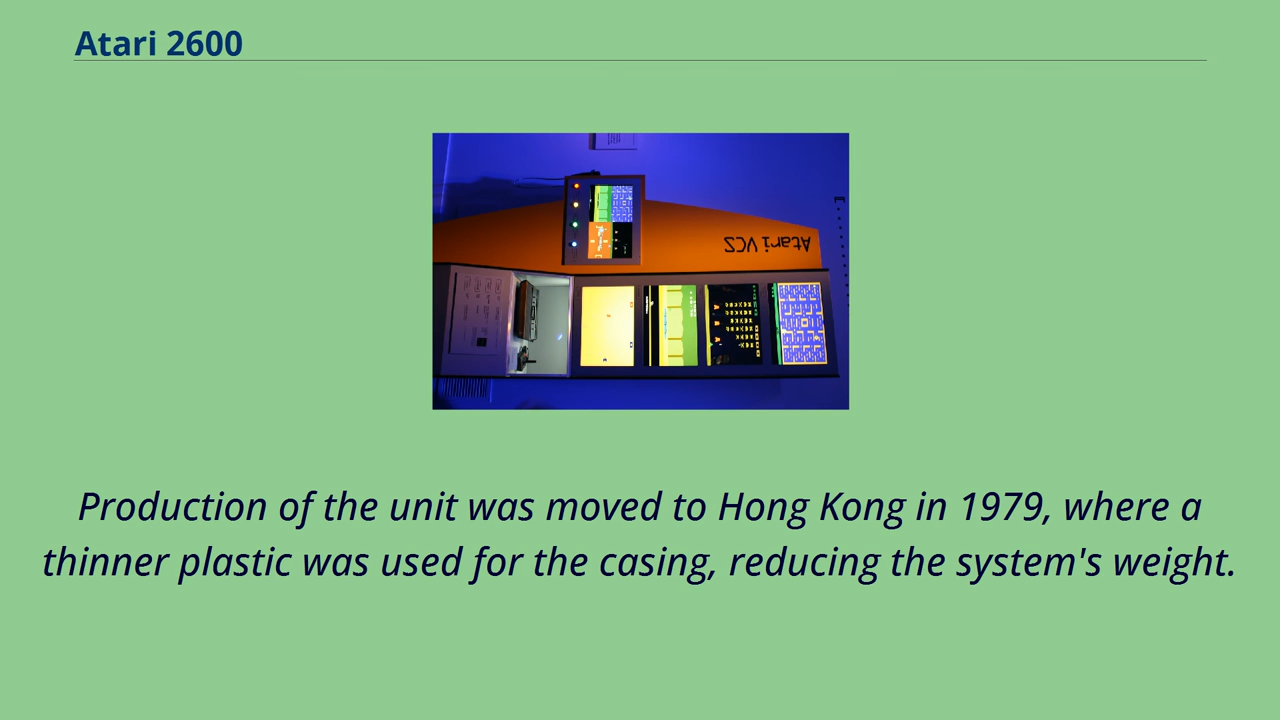 Atari 2600
Atari VCS
Production of the unit was moved to Hong Kong in 1979, where a
thinner plastic was used for the casing, reducing the system's weight.